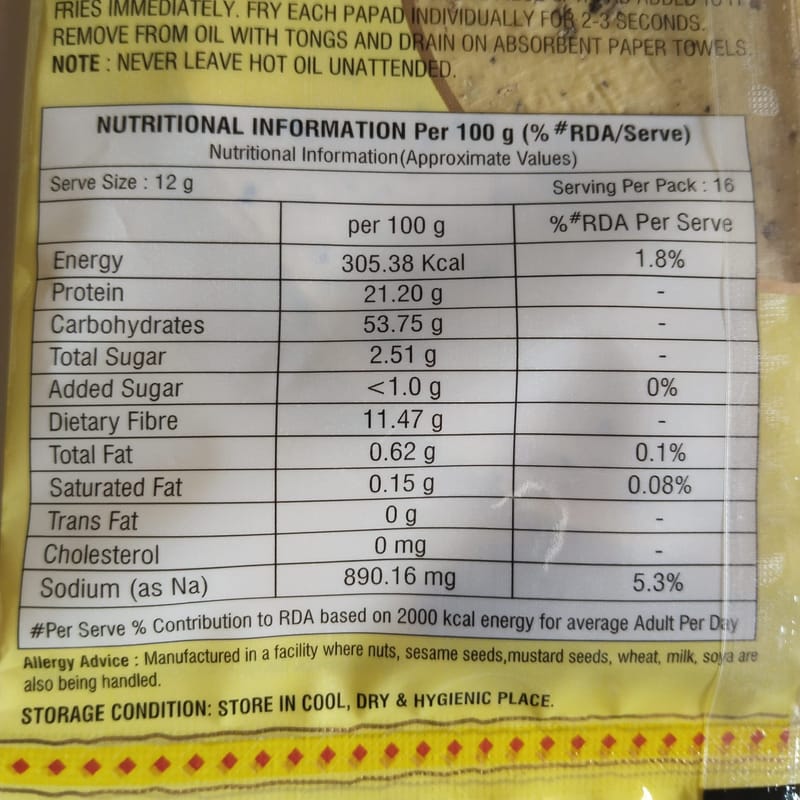 FRIES IMMEDIATELY. FRY EACH PAPAD INDIVIDUALLY FOR 2-3 SECONDS.
REMOVE FROM OIL WITH TONGS AND DRAIN ON ABSORBENT PAPER TOWELS.
NOTE : NEVER LEAVE HOT OIL UNATTENDED.
NUTRITIONAL INFORMATION Per 100 g (% #RDA/Serve)
Nutritional Information(Approximate Values)
Serve Size : 12 g Serving Per Pack : 16
per 100 g %#RDA Per Serve
Energy 305.38 Kcal 1.8%
Protein 21.20 g -
Carbohydrates 53.75 g -
Total Sugar 2.51 g -
Added Sugar <1.0 g 0%
Dietary Fibre 11.47 g -
Total Fat 0.62 g 0.1%
Saturated Fat 0.15 g 0.08%
Trans Fat 0 g -
Cholesterol 0 mg -
Sodium (as Na) 890.16 mg 5.3%
#Per Serve % Contribution to RDA based on 2000 kcal energy for average Adult Per Day
Allergy Advice : Manufactured in a facility where nuts, sesame seeds,mustard seeds, wheat, milk, soya are
also being handled.
STORAGE CONDITION: STORE IN COOL, DRY & HYGIENIC PLACE.